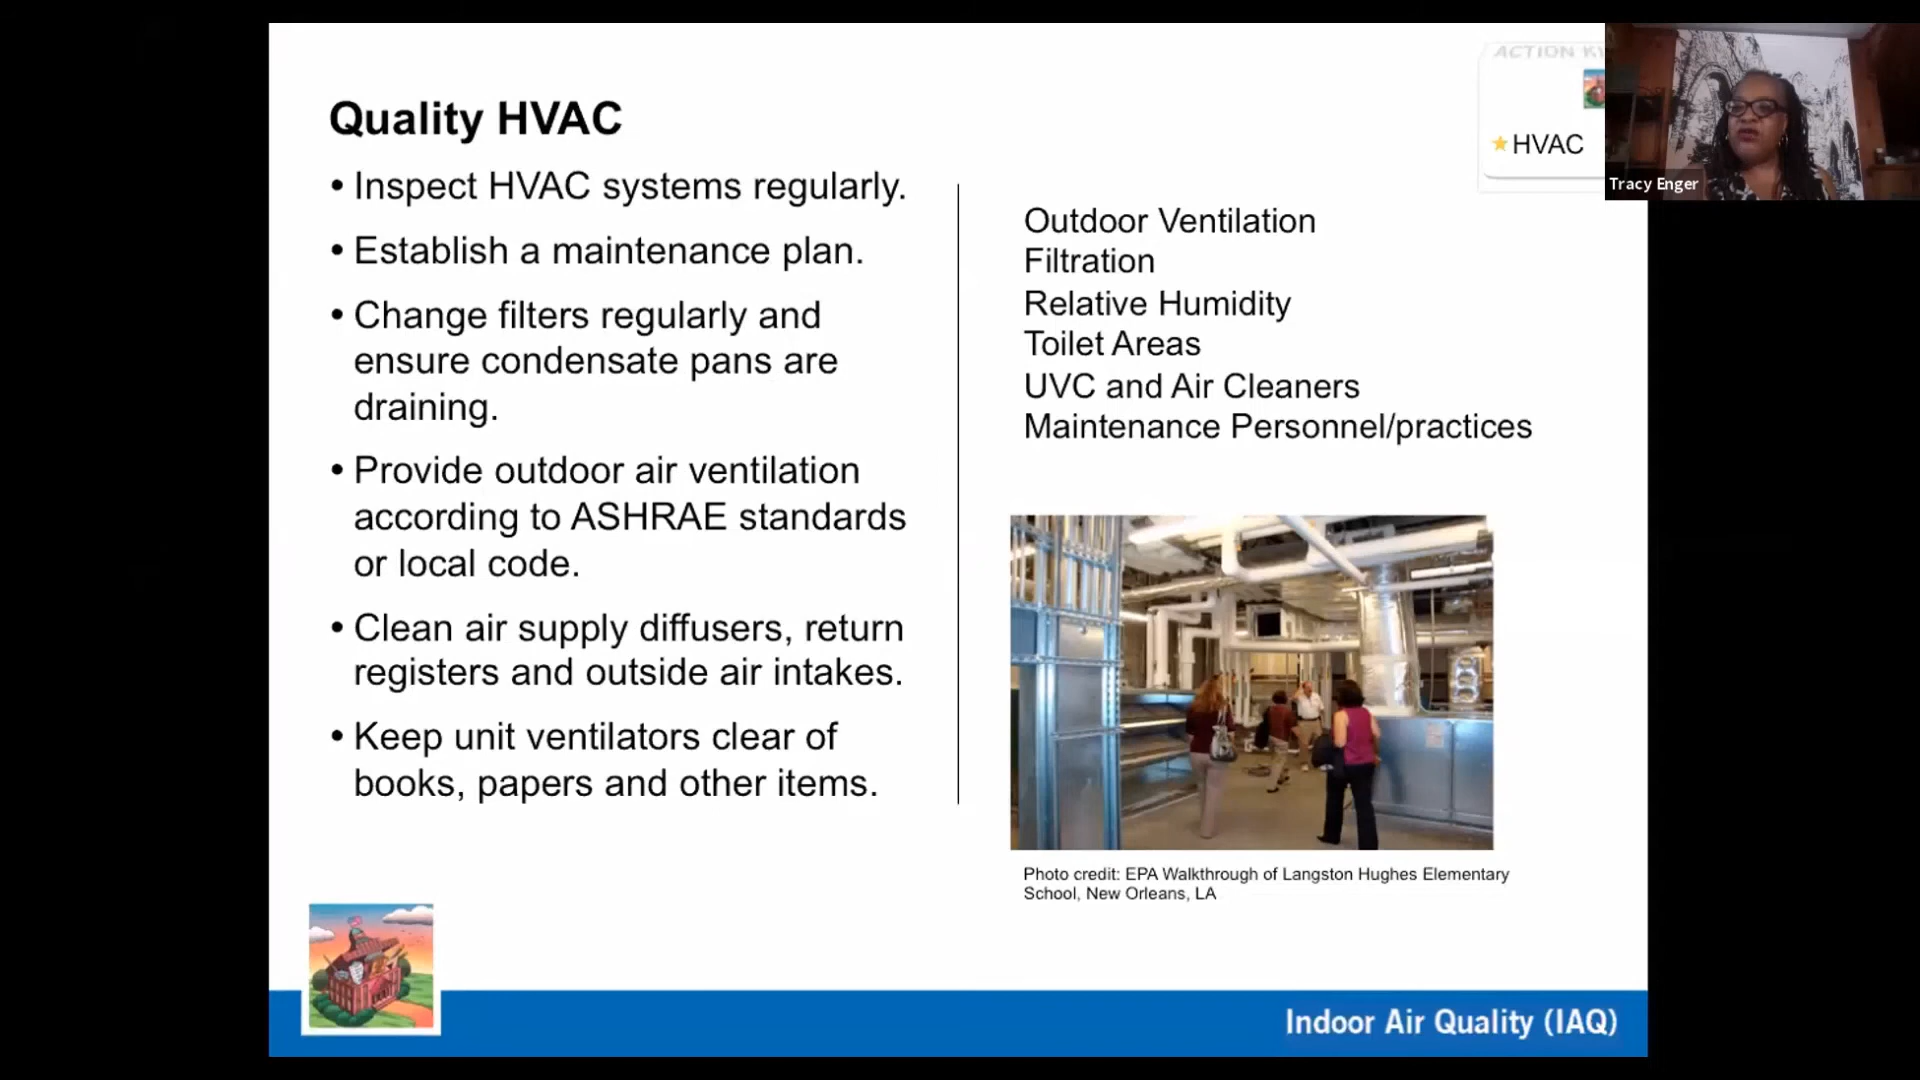 Quality HVAC
• Inspect HVAC systems regularly.
• Establish a maintenance plan.
• Change filters regularly and
ensure condensate pans are
draining.
• Provide outdoor air ventilation
according to ASHRAE standards
or local code.
• Clean air supply diffusers, return
registers and outside air intakes.
• Keep unit ventilators clear of
books, papers and other items.
ACTION
HVAC
Tracy Enger
Outdoor Ventilation
Filtration
Relative Humidity
Toilet Areas
UVC and Air Cleaners
Maintenance Personnel/practices
Photo credit: EPA Walkthrough of Langston Hughes Elementary
School, New Orleans, LA
Indoor Air Quality (IAQ)